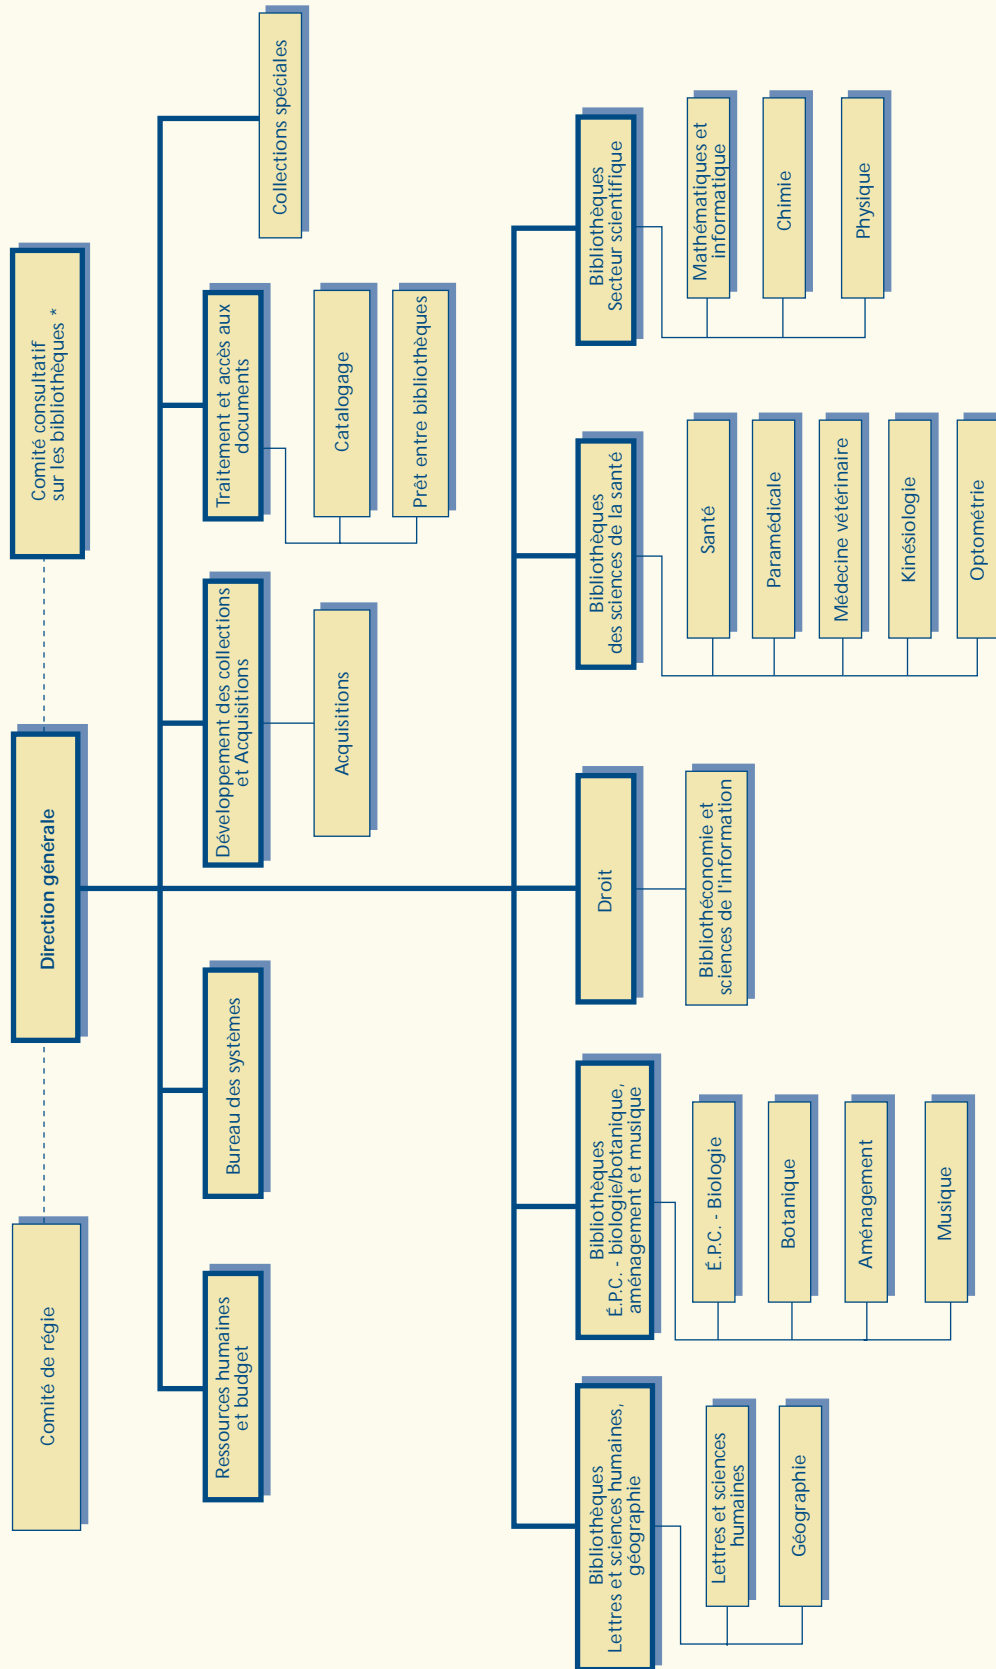 Comité de régie
Direction générale
Comité consultatif
sur les bibliothèques *
Ressources humaines
et budget
Bureau des systèmes
Développement des collections
et Acquisitions
Acquisitions
Traitement et accès aux
documents
Catalogage
Prêt entre bibliothèques
Collections spéciales
Bibliothèques
Lettres et sciences humaines,
géographie
Lettres et sciences
humaines
Géographie
Bibliothèques
É.P.C. - biologie/botanique,
aménagement et musique
É.P.C. - Biologie
Botanique
Aménagement
Musique
Droit
Bibliothéconomie et
sciences de l'information
Bibliothèques
des sciences de la santé
Santé
Paramédicale
Médecine vétérinaire
Kinésiologie
Optométrie
Bibliothèques
Secteur scientifique
Mathématiques et
informatique
Chimie
Physique